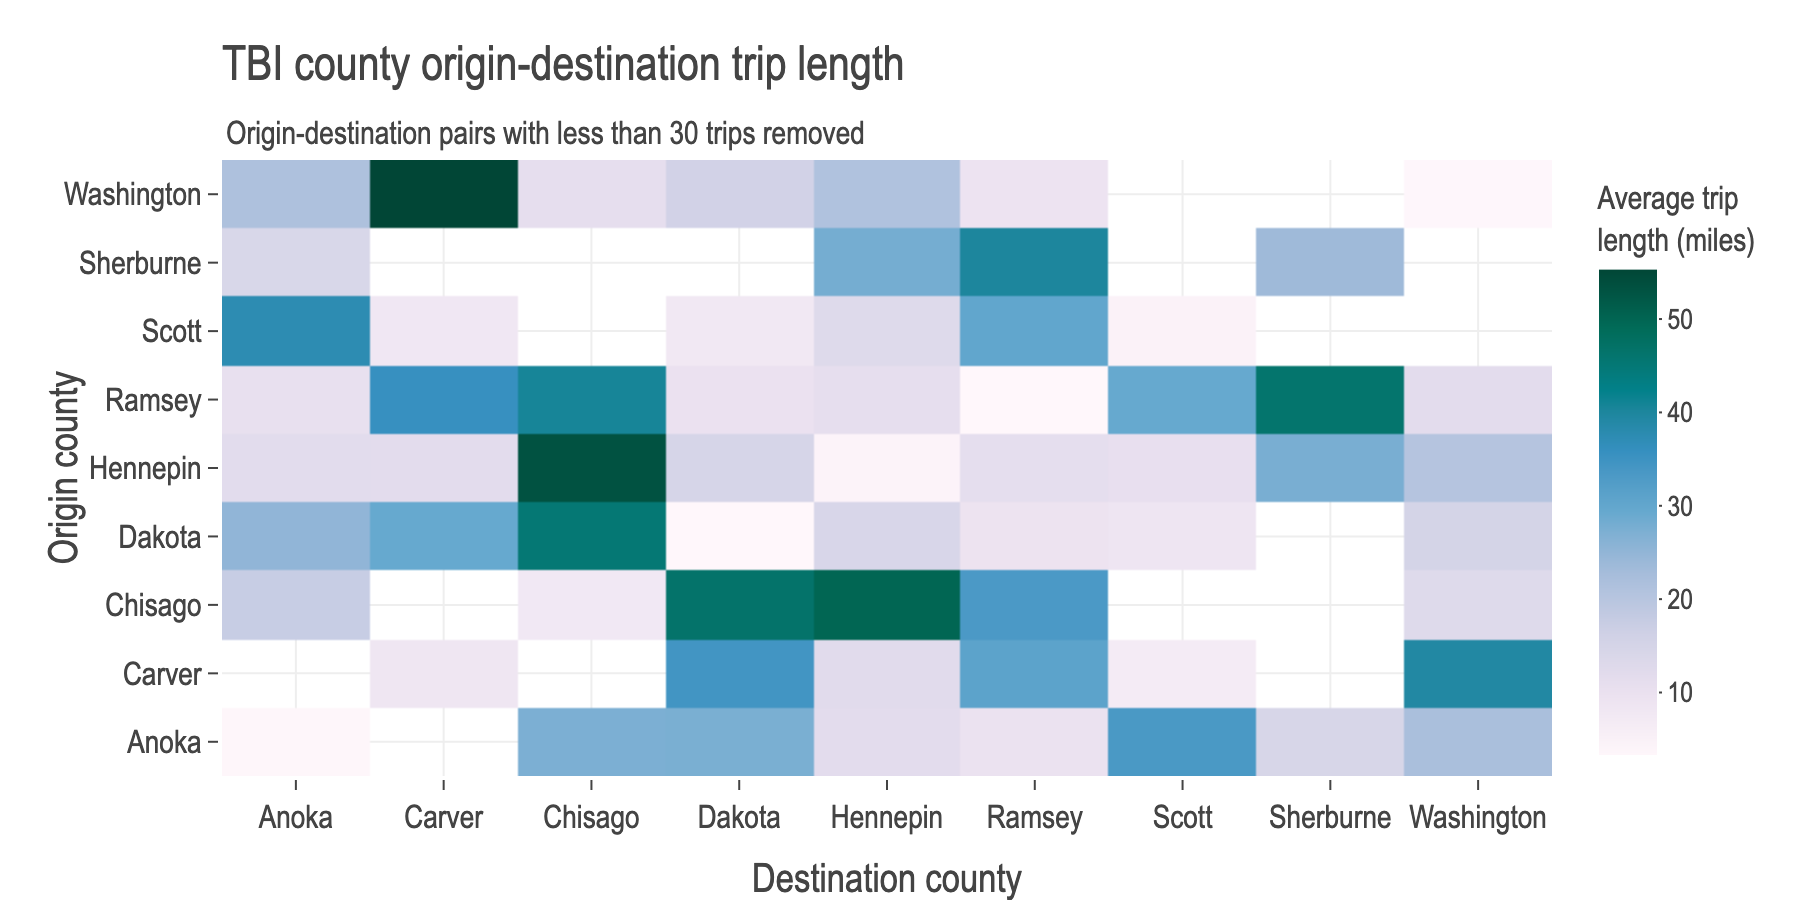 TBI county origin-destination trip length
Origin-destination pairs with less than 30 trips removed
Origin county
Washington
Sherburne
Scott
Ramsey
Hennepin
Dakota
Chisago
Carver
Anoka
Anoka Carver Chisago Dakota Hennepin Ramsey Scott Sherburne Washington
Destination county
Average trip
length (miles)
50
40
30
20
10